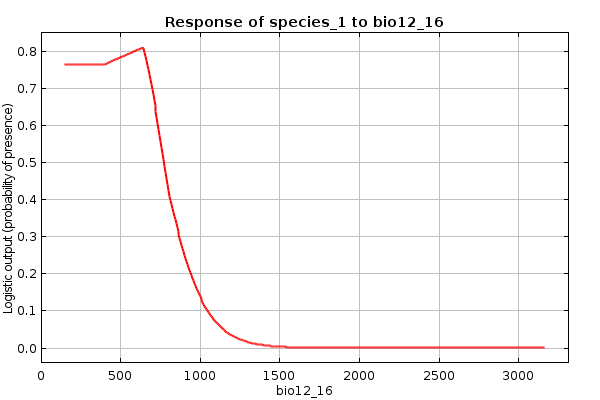 Response of species_1 to bio12_16
Logistic output (probability of presence)
0.8
0.7
0.6
0.5
0.4
0.3
0.2
0.1
0.0
0 500 1000 1500 2000 2500 3000
bio12_16